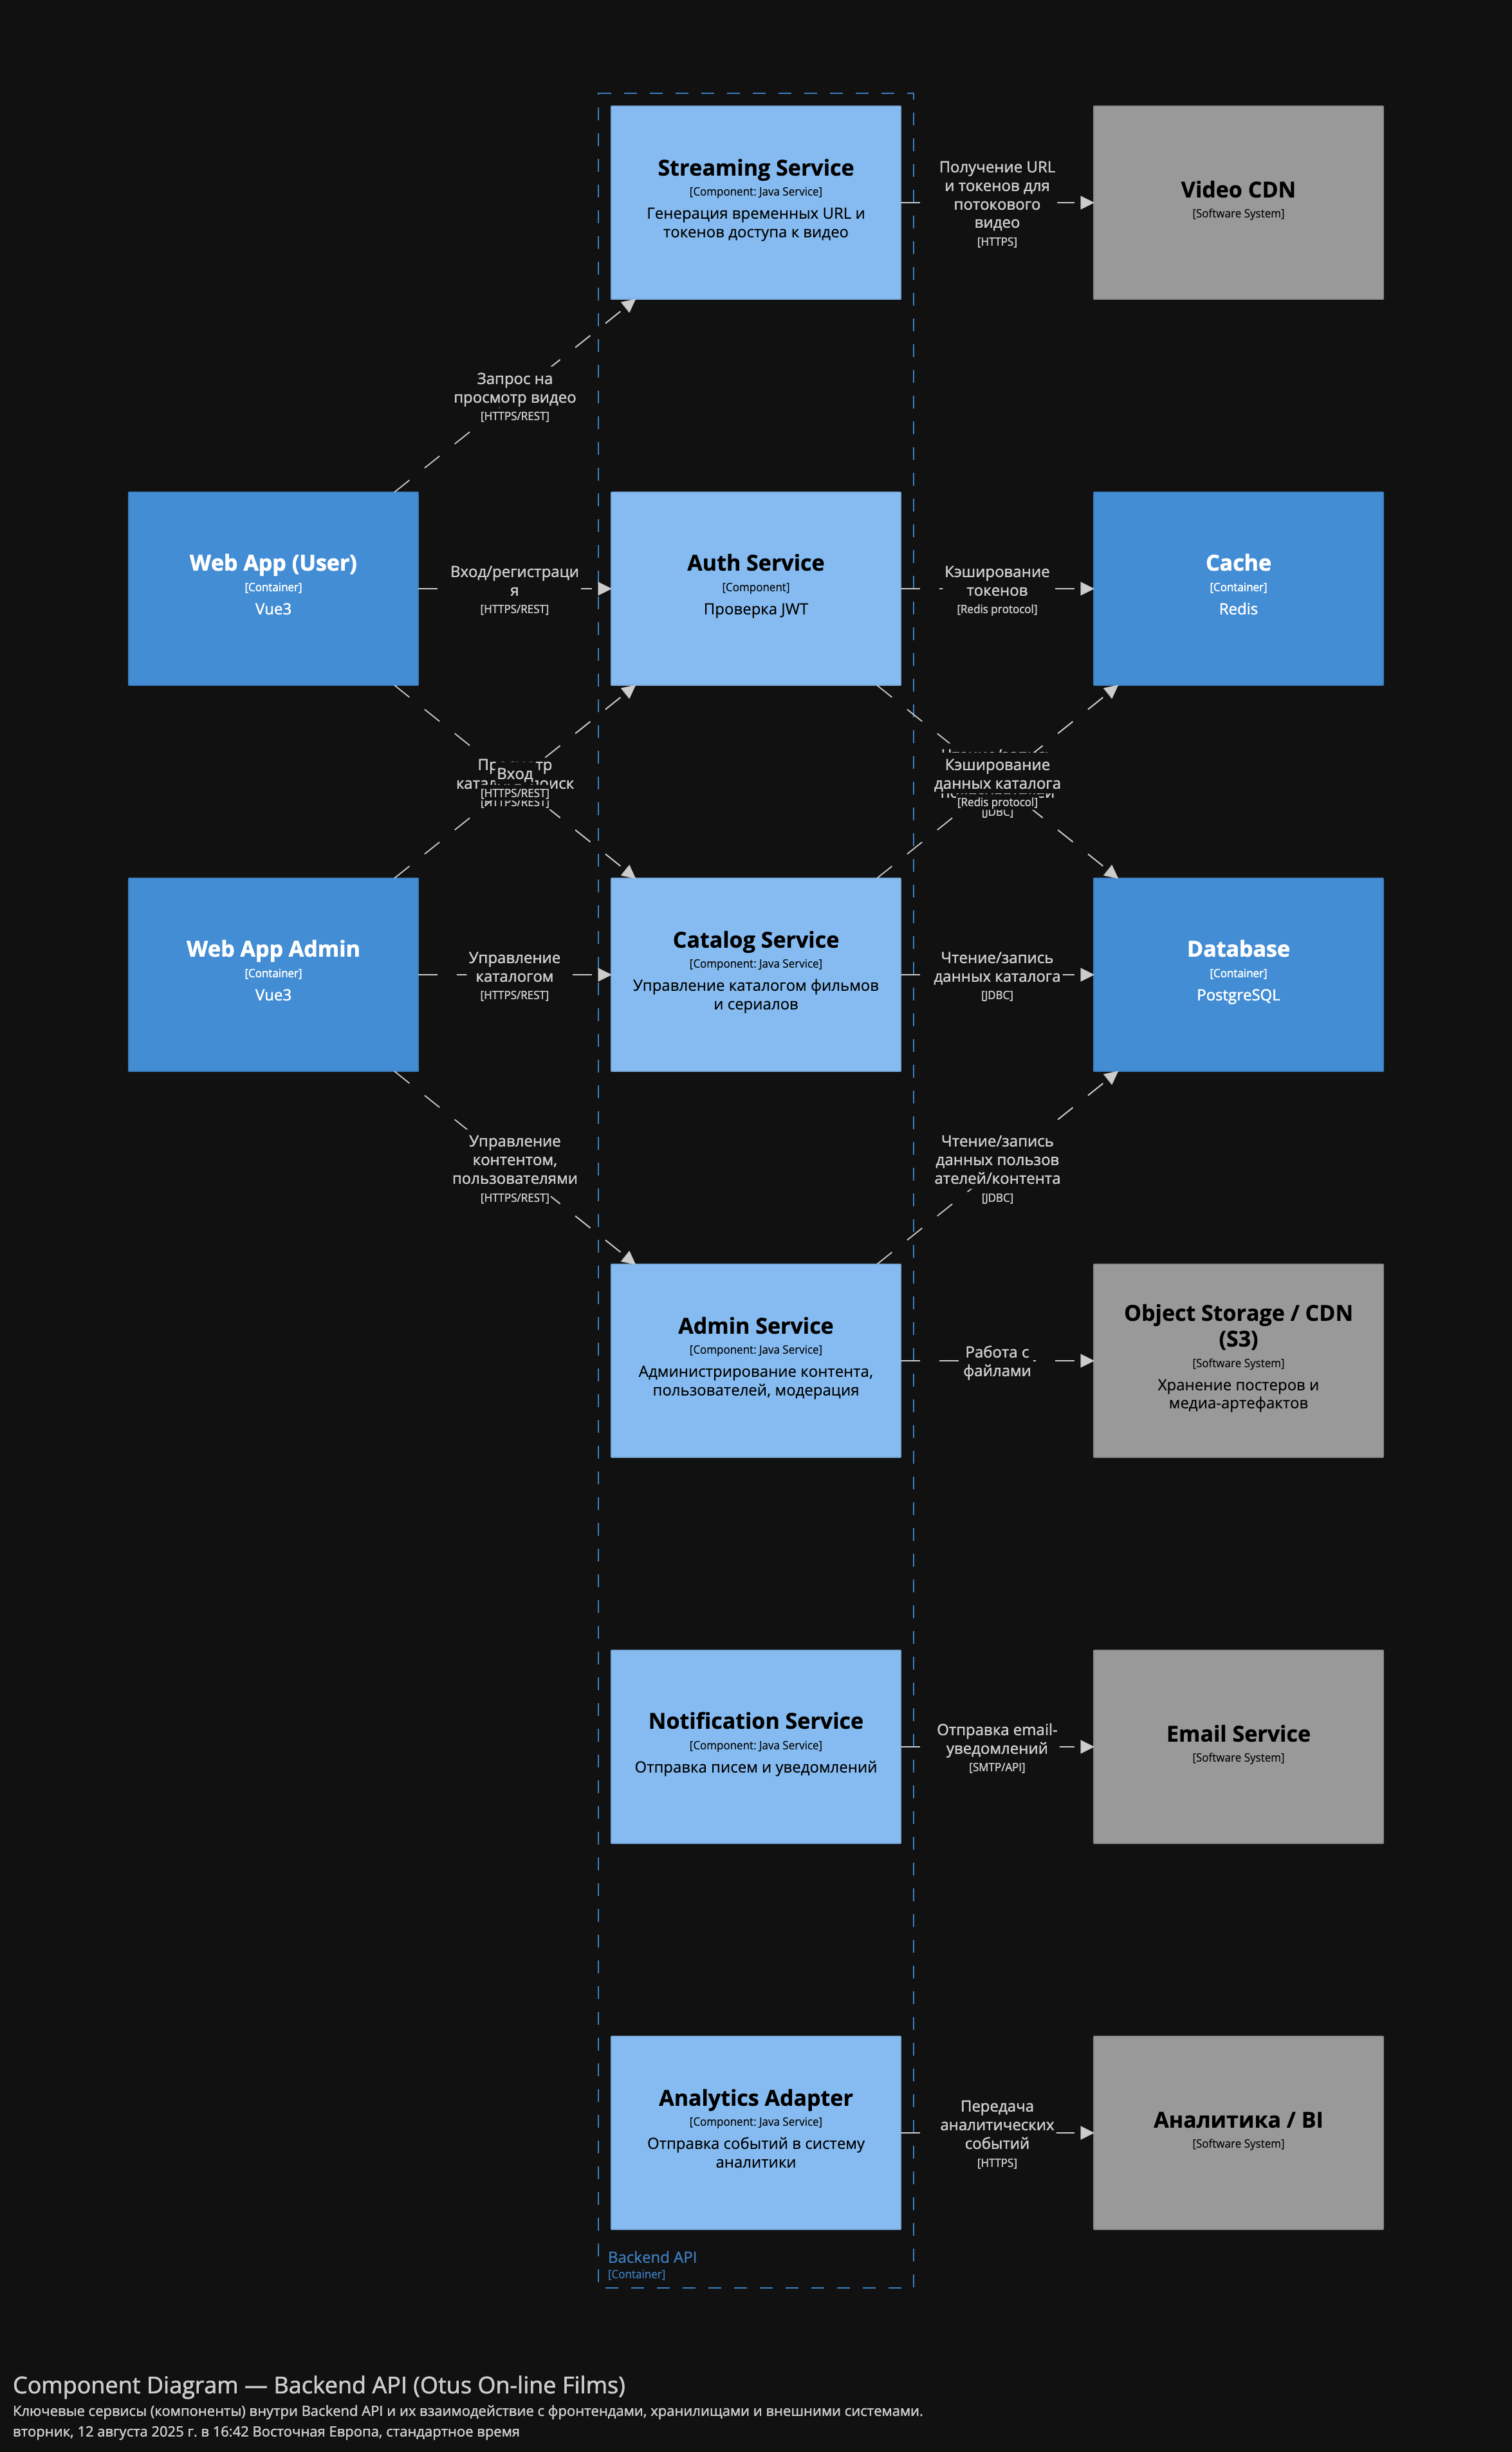 Streaming Service
[Component: Java Service]
Генерация временных URL и
токенов доступа к видео
Получение URL
и токенов для
потокового
видео
[HTTPS]
Video CDN
[Software System]
Запрос на
просмотр видео
[HTTPS/REST]
Web App (User)
[Container]
Vue3
Вход/регистраци
я
[HTTPS/REST]
Auth Service
[Component]
Проверка JWT
Кэширование
токенов
[Redis protocol]
Cache
[Container]
Redis
Вход
[HTTPS/REST]
[HTTPS/REST]
Кэширование
данных каталога
[Redis protocol]
[JDBC]
Web App Admin
[Container]
Vue3
Управление
каталогом
[HTTPS/REST]
Catalog Service
[Component: Java Service]
Управление каталогом фильмов
и сериалов
Чтение/запись
данных каталога
[JDBC]
Database
[Container]
PostgreSQL
Управление
контентом,
пользователями
[HTTPS/REST]
Чтение/запись
данных пользов
ателей/контента
[JDBC]
Admin Service
[Component: Java Service]
Администрирование контента,
пользователей, модерация
Работа с
файлами
Object Storage / CDN
(S3)
[Software System]
Хранение постеров и
медиа-артефактов
Notification Service
[Component: Java Service]
Отправка писем и уведомлений
Отправка email-
уведомлений
[SMTP/API]
Email Service
[Software System]
Analytics Adapter
[Component: Java Service]
Отправка событий в систему
аналитики
Передача
аналитических
событий
[HTTPS]
Аналитика / BI
[Software System]
Backend API
[Container]
Component Diagram — Backend API (Otus On-line Films)
Ключевые сервисы (компоненты) внутри Backend API и их взаимодействие с фронтендами, хранилищами и внешними системами.
вторник, 12 августа 2025 г. в 16:42 Восточная Европа, стандартное время